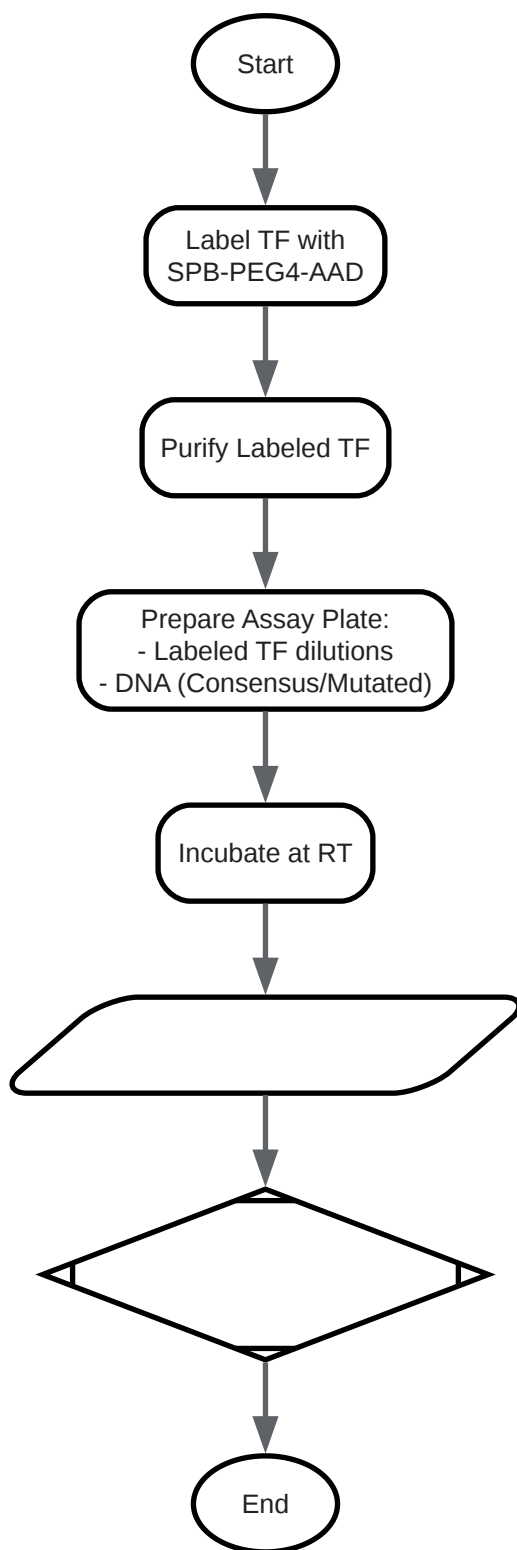 Start
Label TF with
SPB-PEG4-AAD
Purify Labeled TF
Prepare Assay Plate:
- Labeled TF dilutions
- DNA (Consensus/Mutated)
Incubate at RT
End